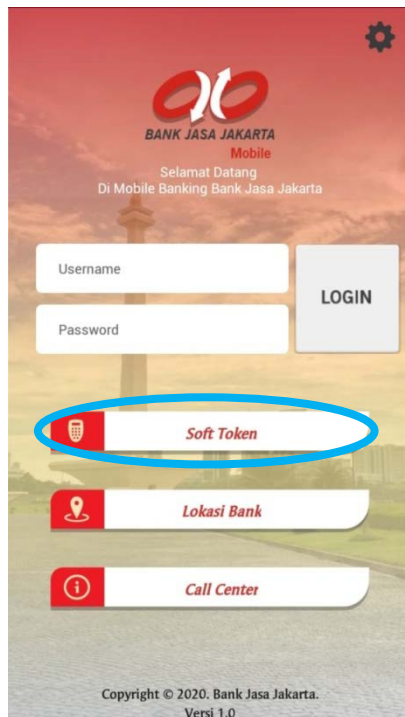 BANK JASA JAKARTA
Mobile
Selamat Datang
Di Mobile Banking Bank Jasa Jakarta
Username
LOGIN
Password
Soft Token
Lokasi Bank
Call Center
Copyright © 2020. Bank Jasa Jakarta.
Versi 1.0